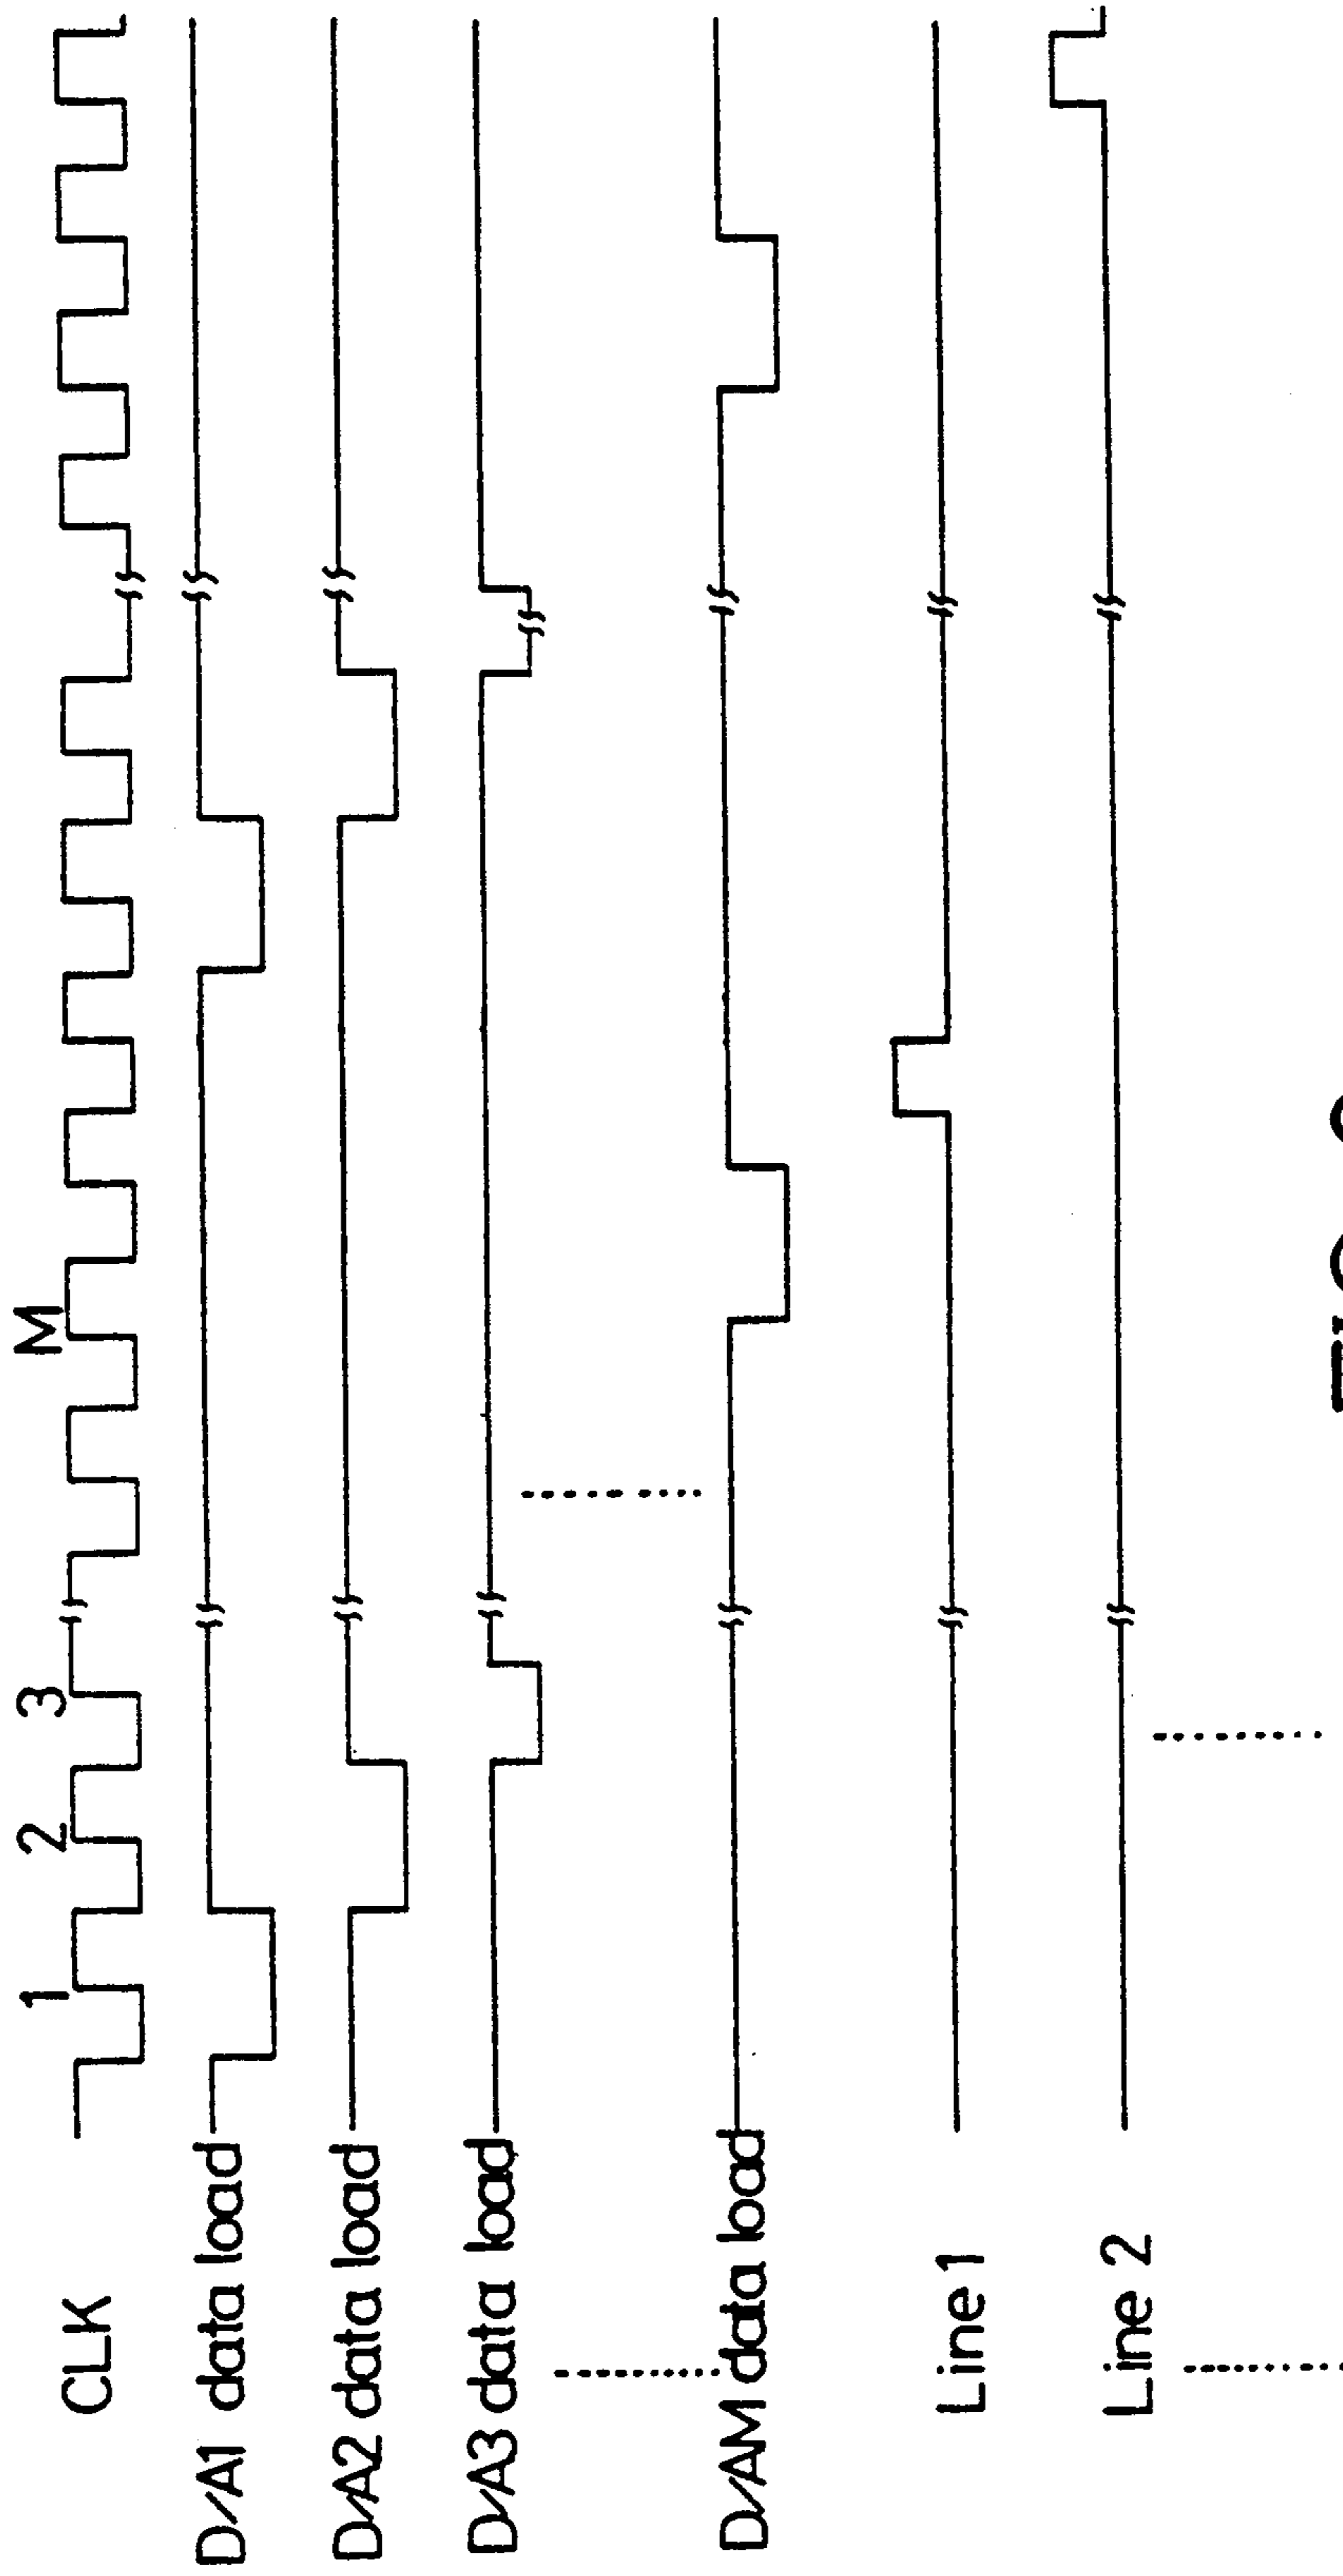 1 2 3 M
CLK
D/A1 data load
D/A2 data load
D/A3 data load
D/AM data load
Line 1
Line 2